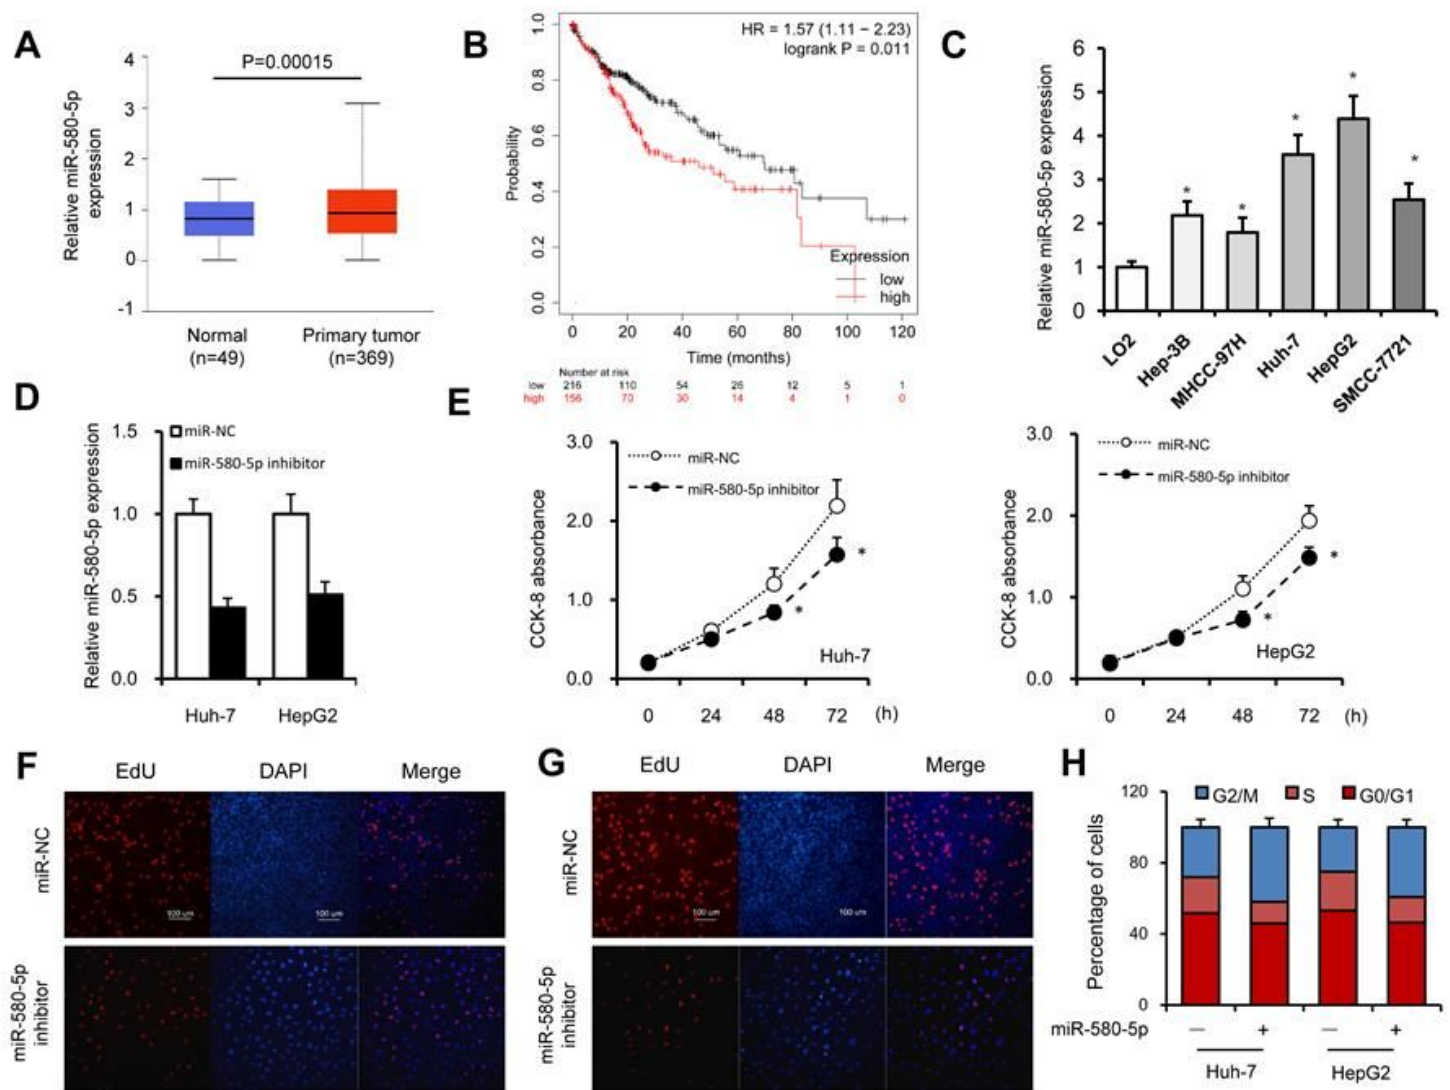 A
P=0.00015
Relative miR-580-5p
expression
4
3
2
1
0
-1
Normal
(n=49)
Primary tumor
(n=369)
B
HR = 1.57 (1.11 − 2.23)
logrank P = 0.011
Probability
1.0
0.8
0.6
0.4
0.2
0.0
Expression
low
high
0 20 40 60 80 100 120
Time (months)
Number at risk
low 216 110 54 26 12 5 1
high 156 70 30 14 4 1 0
C
Relative miR-580-5p expression
6
5
4
3
2
1
0
* * * * *
LO2 Hep-3B MHCC-97H Huh-7 HepG2 SMCC-7721
D
Relative miR-580-5p expression
1.5
1.0
0.5
0.0
miR-NC
miR-580-5p inhibitor
Huh-7 HepG2
E
CCK-8 absorbance
3.0
2.0
1.0
0.0
miR-NC
miR-580-5p inhibitor
*
*
Huh-7
0 24 48 72 (h)
CCK-8 absorbance
3.0
2.0
1.0
0.0
miR-NC
miR-580-5p inhibitor
*
*
HepG2
0 24 48 72 (h)
F
EdU DAPI Merge
miR-NC
100 um 100 um
miR-580-5p
inhibitor
G
EdU DAPI Merge
miR-NC
100 um 100 um
miR-580-5p
inhibitor
H
Percentage of cells
120
80
40
0
G2/M S G0/G1
miR-580-5p — + — +
Huh-7 HepG2